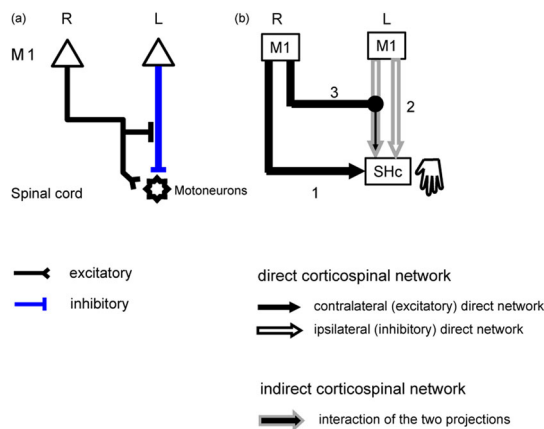 (a) R L
M1
Spinal cord
Motoneurons
excitatory
inhibitory
(b) R L
M1 M1
3
2
SHc
1
direct corticospinal network
contralateral (excitatory) direct network
ipsilateral (inhibitory) direct network
indirect corticospinal network
interaction of the two projections